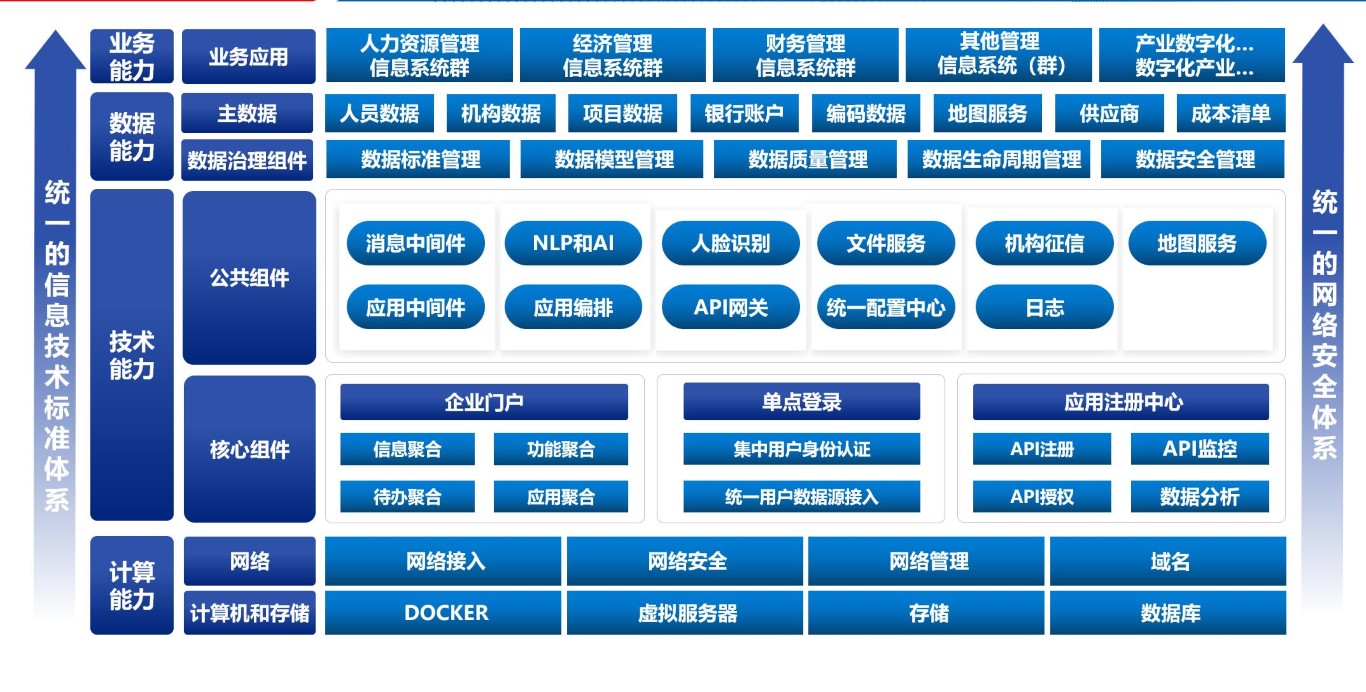 统一的信息技术标准体系
业务
能力
业务应用
人力资源管理
信息系统群
经济管理
信息系统群
财务管理
信息系统群
其他管理
信息系统（群）
产业数字化...
数字化产业...
数据
能力
主数据
人员数据
机构数据
项目数据
银行账户
编码数据
地图服务
供应商
成本清单
数据治理组件
数据标准管理
数据模型管理
数据质量管理
数据生命周期管理
数据安全管理
技术
能力
公共组件
消息中间件
NLP和AI
人脸识别
文件服务
机构征信
地图服务
应用中间件
应用编排
API网关
统一配置中心
日志
核心组件
企业门户
信息聚合
功能聚合
待办聚合
应用聚合
单点登录
集中用户身份认证
统一用户数据源接入
应用注册中心
API注册
API监控
API授权
数据分析
计算
能力
网络
网络接入
网络安全
网络管理
域名
计算机和存储
DOCKER
虚拟服务器
存储
数据库
统一的网络安全体系